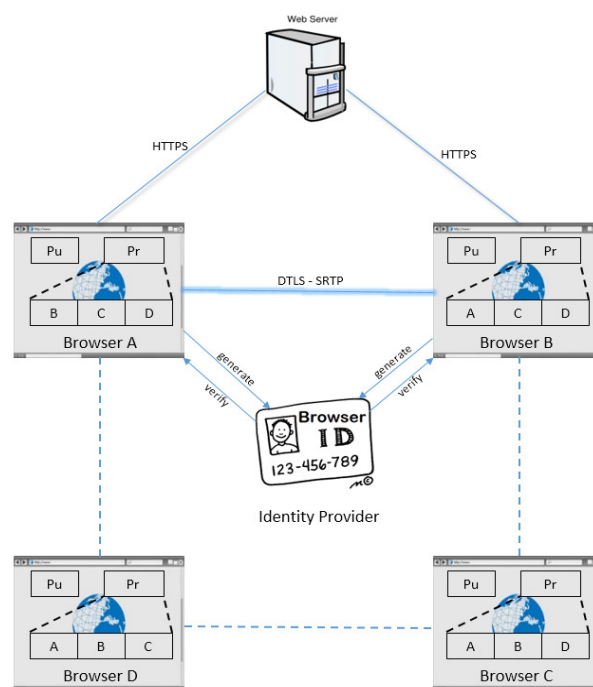 Web Server
HTTPS
HTTPS
Pu Pr
B C D
Browser A
DTLS - SRTP
Pu Pr
A C D
Browser B
generate
verify
generate
verify
Browser
ID
123-456-789
Identity Provider
Pu Pr
A B C
Browser D
Pu Pr
A B D
Browser C